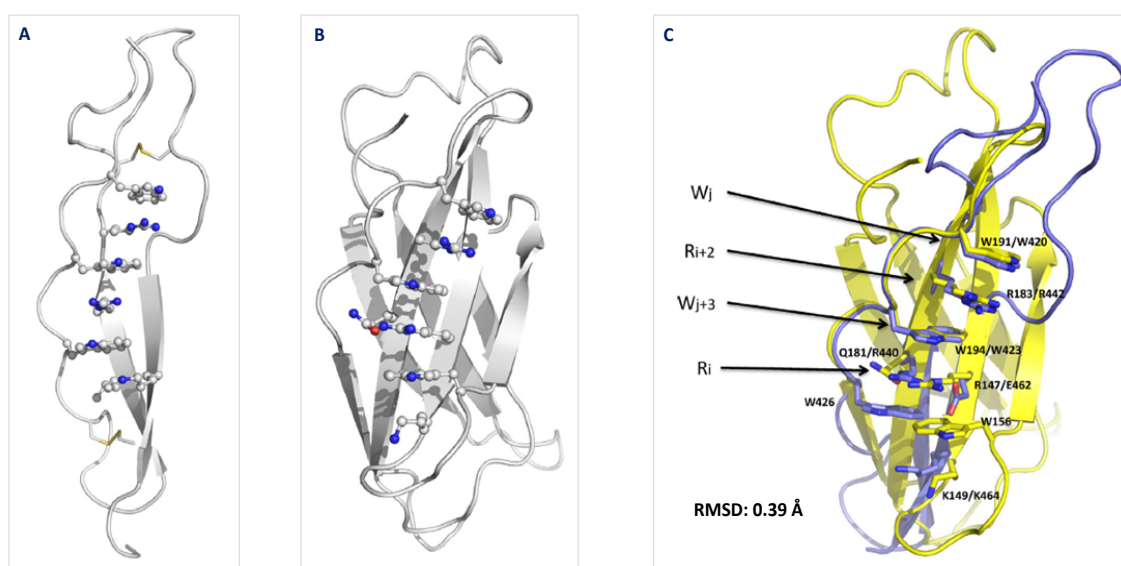 A
B
C
Wj
Ri+2
Wj+3
Ri
W191/W420
R183/R442
W194/W423
Q181/R440
R147/E462
W426
W156
K149/K464
RMSD: 0.39 Å